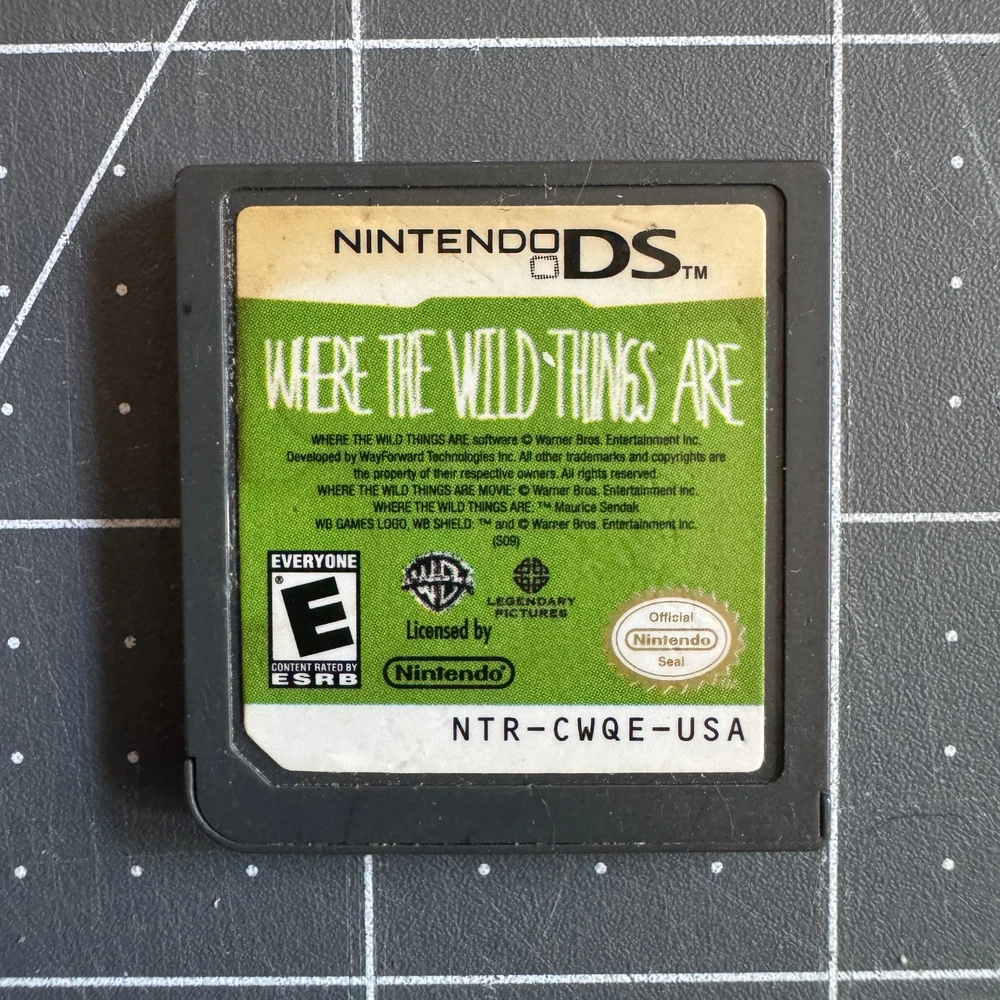 NINTENDO DS™
WHERE THE WILD THINGS ARE
WHERE THE WILD THINGS ARE software © Warner Bros. Entertainment Inc.
Developed by WayForward Technologies Inc. All other trademarks and copyrights are
the property of their respective owners. All rights reserved.
WHERE THE WILD THINGS ARE MOVIE: © Warner Bros. Entertainment Inc.
WHERE THE WILD THINGS ARE: ™ Maurice Sendak
WB GAMES LOGO, WB SHIELD: ™ and © Warner Bros. Entertainment Inc.
(S09)
EVERYONE
E®
CONTENT RATED BY
ESRB
WB
LEGENDARY
PICTURES
Licensed by
Nintendo®
Official
Nintendo
Seal
NTR-CWQE-USA